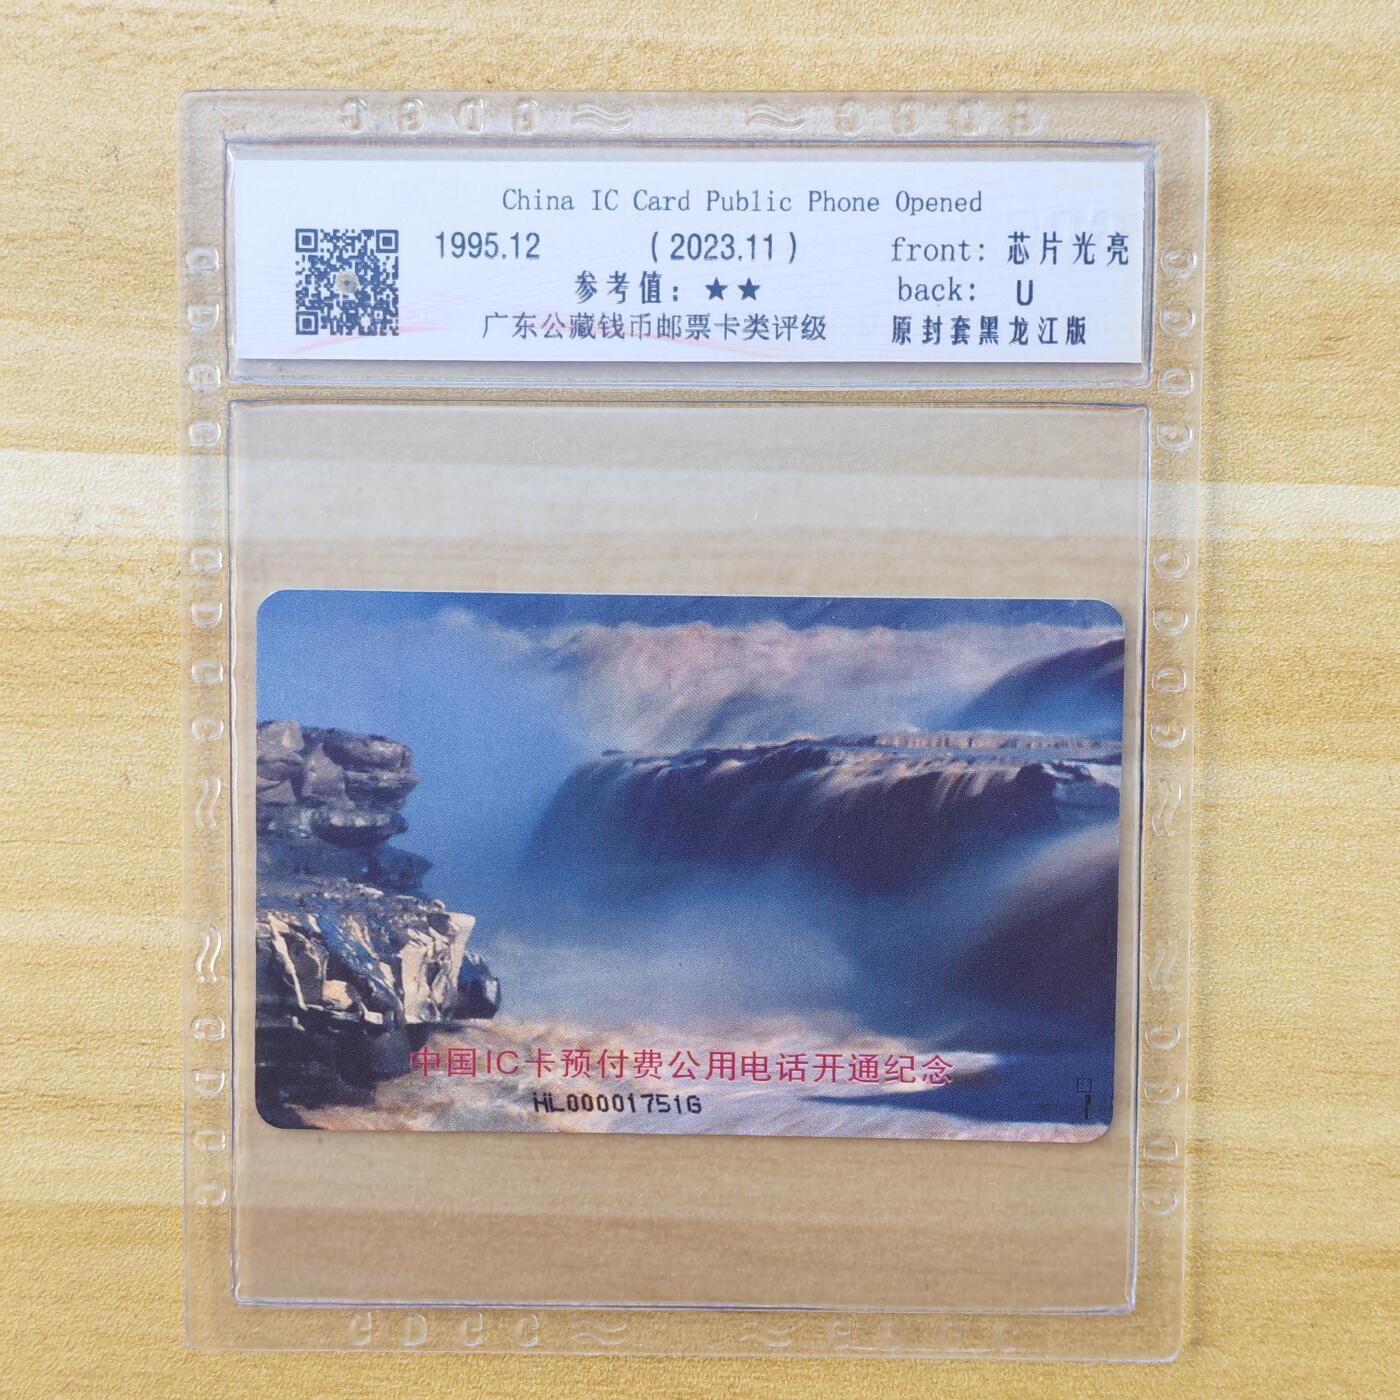 China IC Card Public Phone Opened
1995.12 (2023.11) front: 芯片光亮
参考值：★★ back: U
广东公藏钱币邮票卡类评级 原封套黑龙江版
中国IC卡预付费公用电话开通纪念
HL00001751G